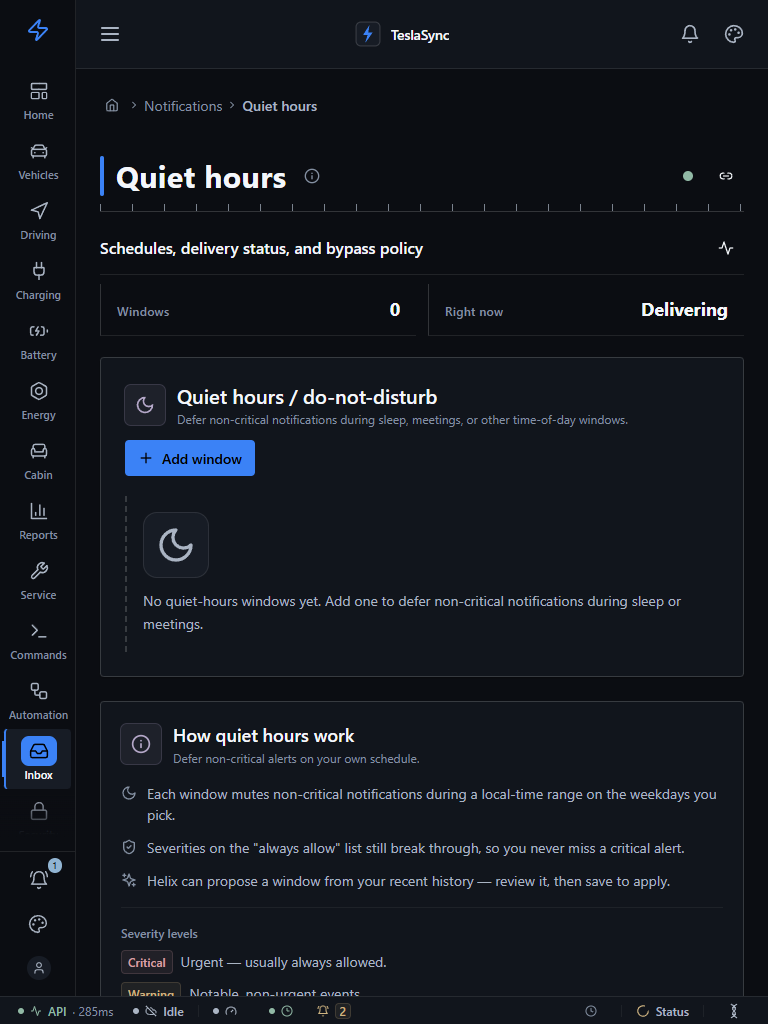 TeslaSync
Home
Vehicles
Driving
Charging
Battery
Energy
Cabin
Reports
Service
Commands
Automation
Inbox
1
Notifications
Quiet hours
Quiet hours
Schedules, delivery status, and bypass policy
Windows
0
Right now
Delivering
Quiet hours / do-not-disturb
Defer non-critical notifications during sleep, meetings, or other time-of-day windows.
Add window
No quiet-hours windows yet. Add one to defer non-critical notifications during sleep or
meetings.
How quiet hours work
Defer non-critical alerts on your own schedule.
Each window mutes non-critical notifications during a local-time range on the weekdays you
pick.
Severities on the "always allow" list still break through, so you never miss a critical alert.
Helix can propose a window from your recent history — review it, then save to apply.
Severity levels
Critical
Urgent — usually always allowed.
Warning
Notable, non-urgent events.
API · 285ms
Idle
2
Status